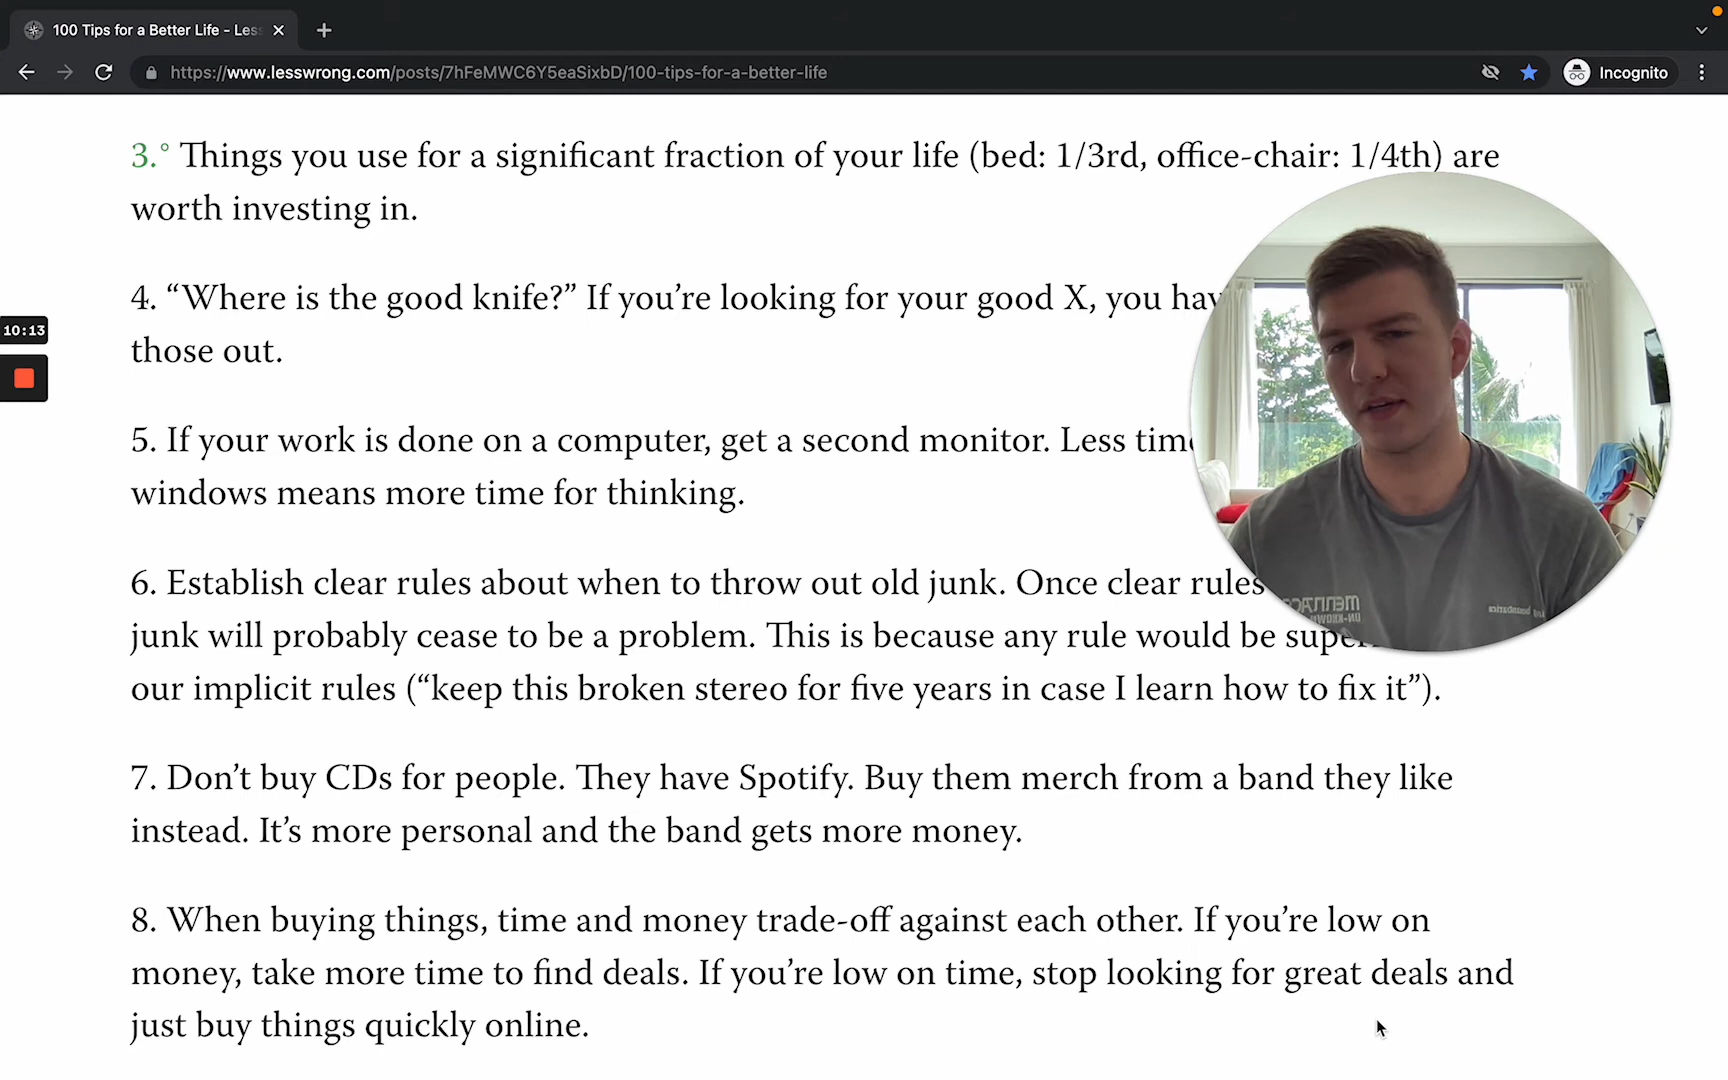 100 Tips for a Better Life - Les
https://www.lesswrong.com/posts/7hFeMWC6Y5eaSixbD/100-tips-for-a-better-life
Incognito
3.° Things you use for a significant fraction of your life (bed: 1/3rd, office-chair: 1/4th) are
worth investing in.
4. “Where is the good knife?” If you’re looking for your good X, you hav
those out.
10:13
5. If your work is done on a computer, get a second monitor. Less time
windows means more time for thinking.
6. Establish clear rules about when to throw out old junk. Once clear rules
junk will probably cease to be a problem. This is because any rule would be super
our implicit rules (“keep this broken stereo for five years in case I learn how to fix it”).
7. Don’t buy CDs for people. They have Spotify. Buy them merch from a band they like
instead. It’s more personal and the band gets more money.
8. When buying things, time and money trade-off against each other. If you’re low on
money, take more time to find deals. If you’re low on time, stop looking for great deals and
just buy things quickly online.